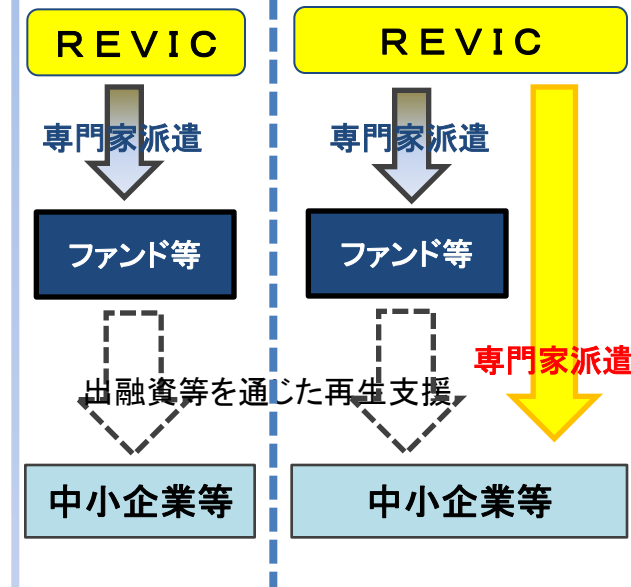 ＲＥＶＩＣ
専門家派遣
ファンド等
出融資等を通じた再生支援
中小企業等
ＲＥＶＩＣ
専門家派遣
ファンド等
専門家派遣
中小企業等